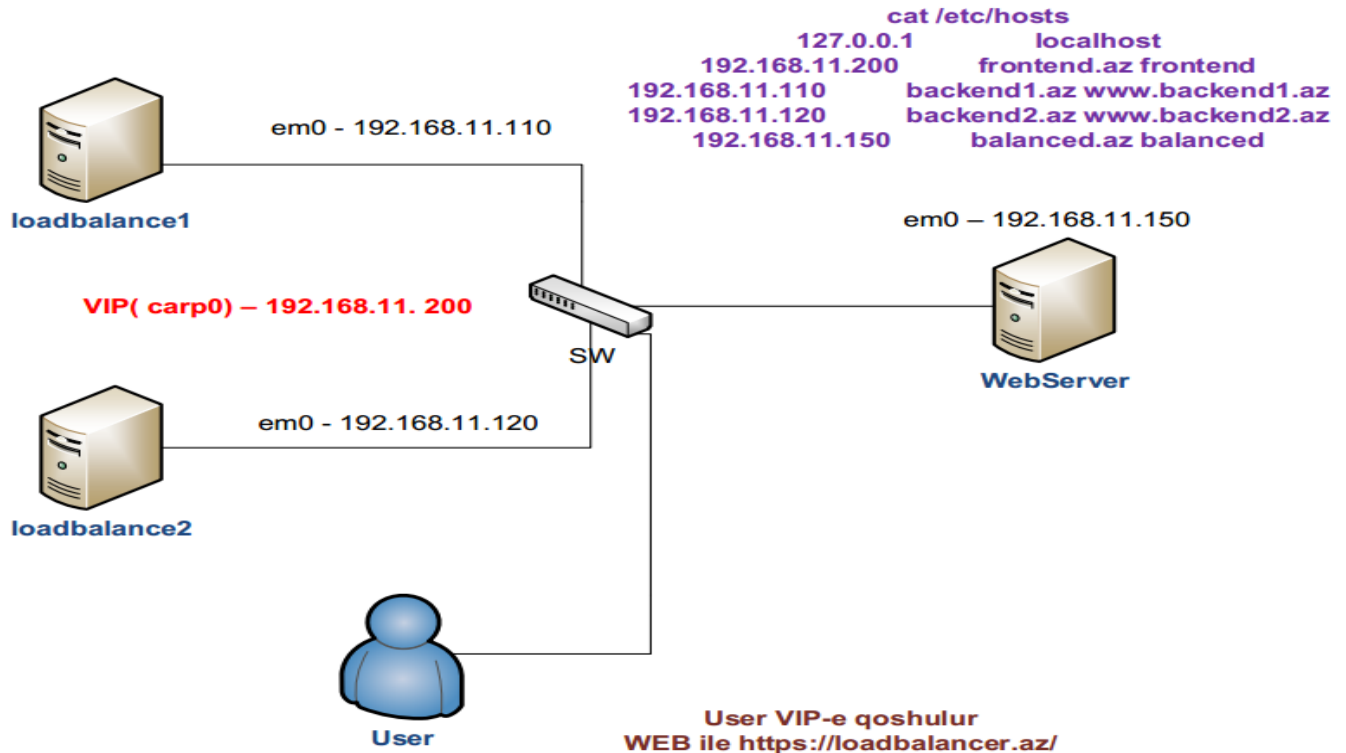 cat /etc/hosts
127.0.0.1 localhost
192.168.11.200 frontend.az frontend
192.168.11.110 backend1.az www.backend1.az
192.168.11.120 backend2.az www.backend2.az
192.168.11.150 balanced.az balanced
em0 - 192.168.11.110
loadbalance1
em0 – 192.168.11.150
VIP( carp0) – 192.168.11. 200
SW
WebServer
em0 - 192.168.11.120
loadbalance2
User
User VIP-e qoshulur
WEB ile https://loadbalancer.az/